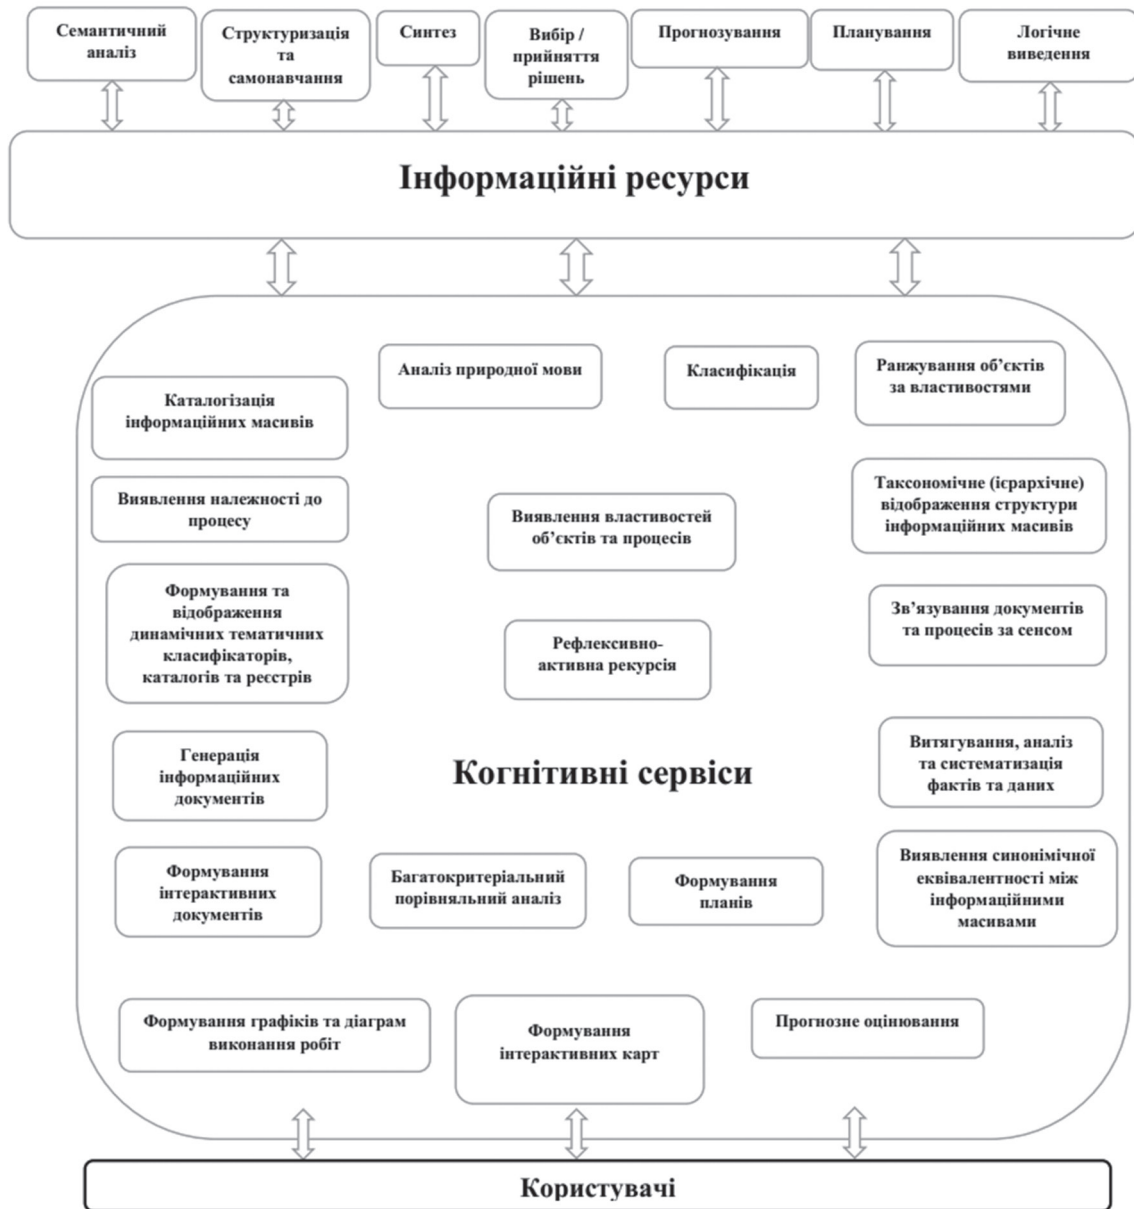 Семантичний
аналіз
Структуризація
та
самонавчання
Синтез
Вибір /
прийняття
рішень
Прогнозування
Планування
Логічне
виведення
Інформаційні ресурси
Аналіз природної мови
Класифікація
Ранжування об’єктів
за властивостями
Каталогізація
інформаційних масивів
Виявлення належності до
процесу
Виявлення властивостей
об’єктів та процесів
Таксономічне (ієрархічне)
відображення структури
інформаційних масивів
Формування та
відображення
динамічних тематичних
класифікаторів,
каталогів та реєстрів
Рефлексивно-
активна рекурсія
Зв’язування документів
та процесів за сенсом
Генерація
інформаційних
документів
Когнітивні сервіси
Витягування, аналіз
та систематизація
фактів та даних
Формування
інтерактивних
документів
Багатокритеріальний
порівняльний аналіз
Формування
планів
Виявлення синонімічної
еквівалентності між
інформаційними
масивами
Формування графіків та діаграм
виконання робіт
Формування
інтерактивних карт
Прогнозне оцінювання
Користувачі